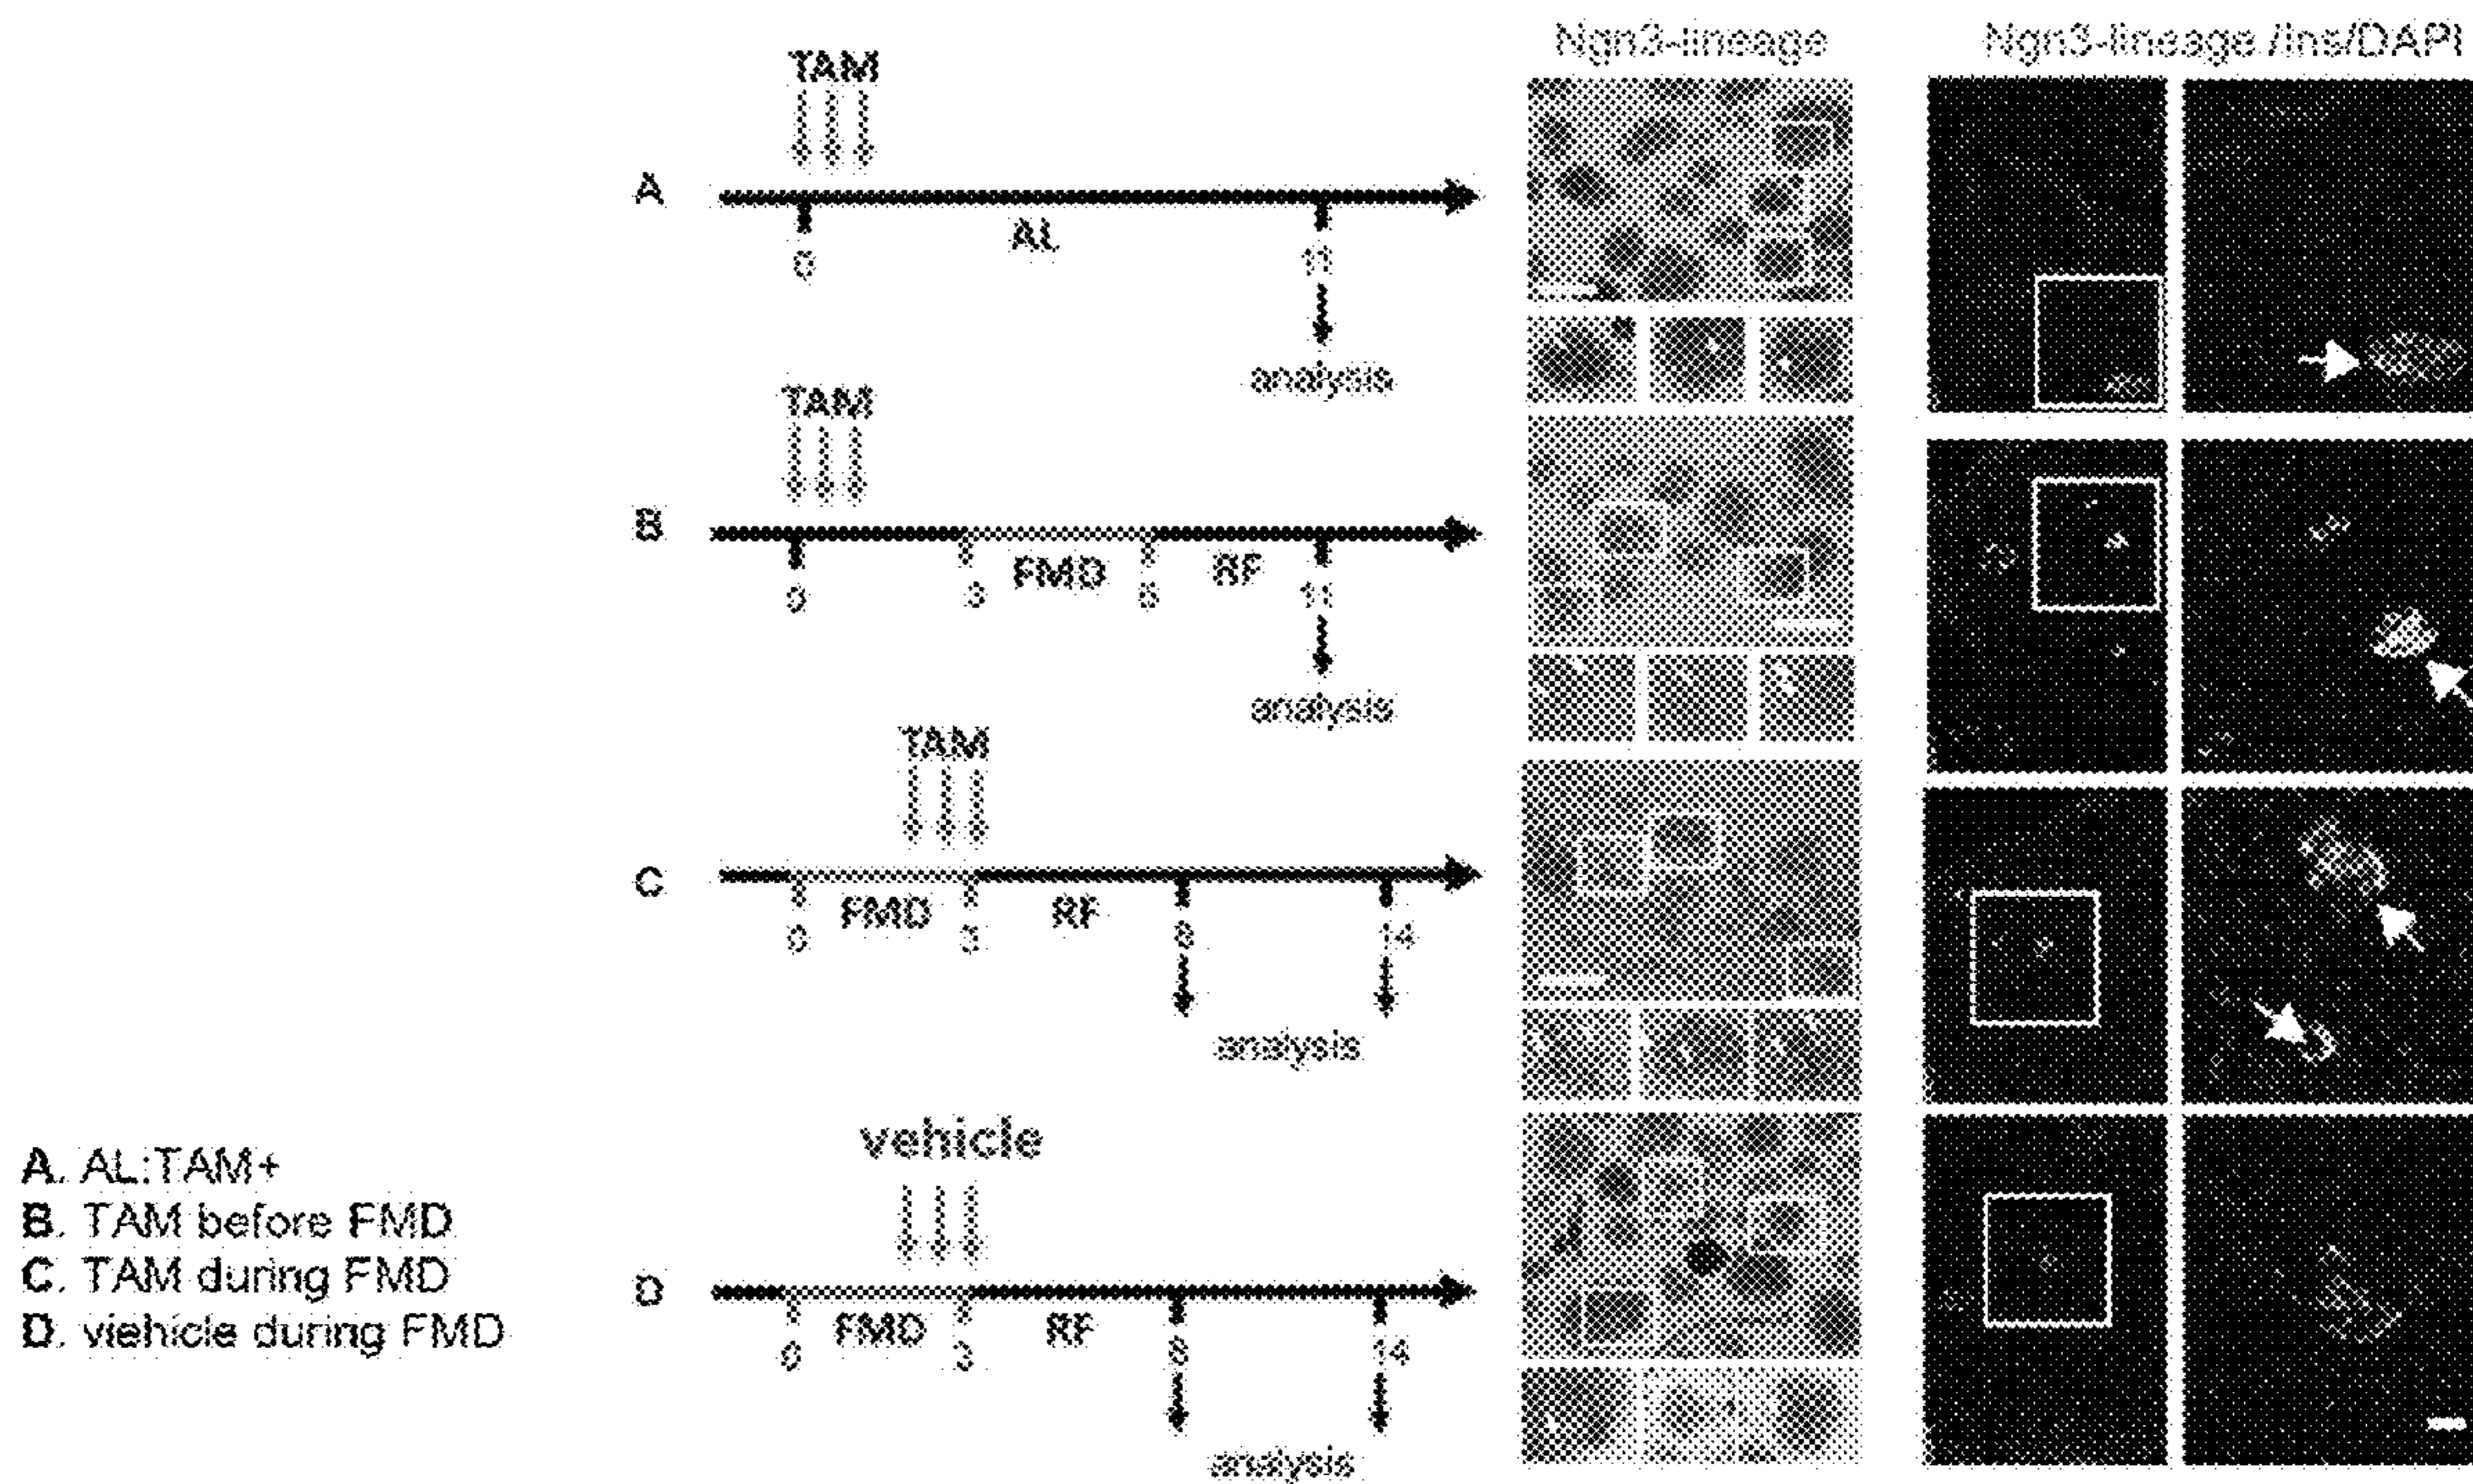 Ngn3-lineage
Ngn3-lineage /Ins/DAPI
TAM
A
AL
0
11
analysis
TAM
B
FMD
RF
0
3
6
11
analysis
TAM
C
FMD
RF
0
3
8
14
analysis
vehicle
D
FMD
RF
0
3
8
14
analysis
A. AL:TAM+
B. TAM before FMD
C. TAM during FMD
D. viehicle during FMD